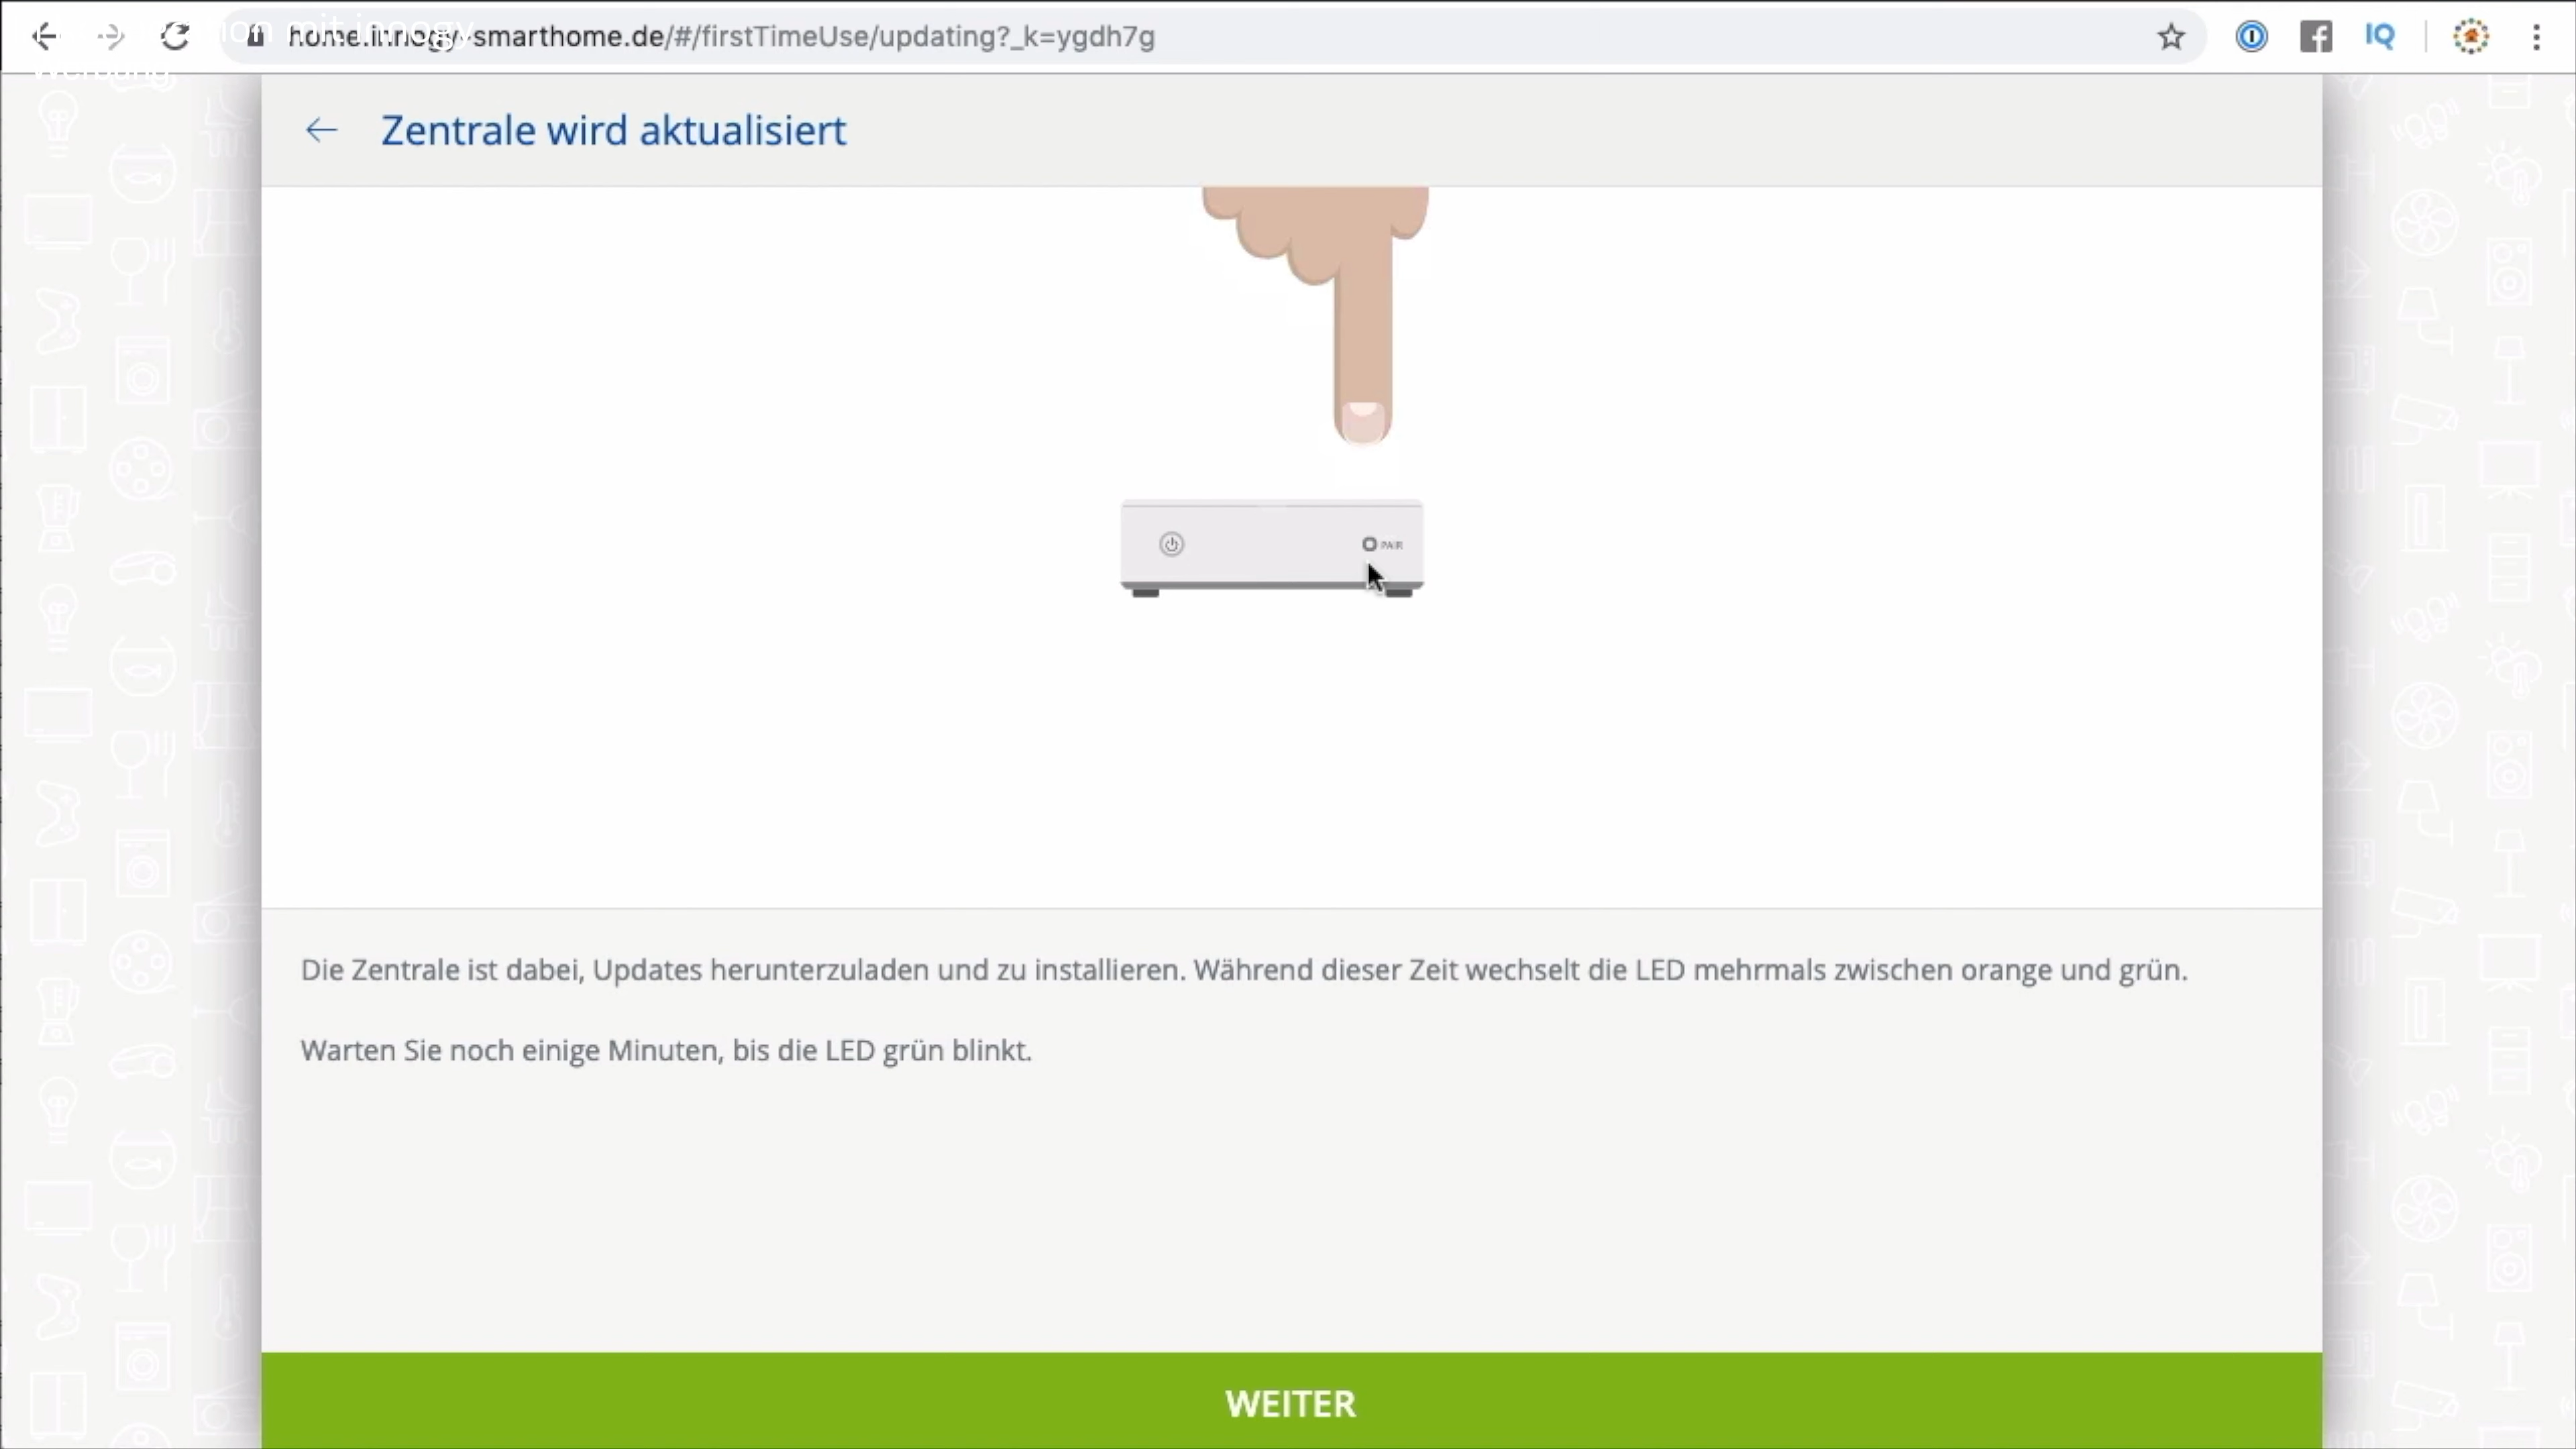 home.innogy-smarthome.de/#/firstTimeUse/updating?_k=ygdh7g
IQ
Werbung
Zentrale wird aktualisiert
PAIR
Die Zentrale ist dabei, Updates herunterzuladen und zu installieren. Während dieser Zeit wechselt die LED mehrmals zwischen orange und grün.
Warten Sie noch einige Minuten, bis die LED grün blinkt.
WEITER